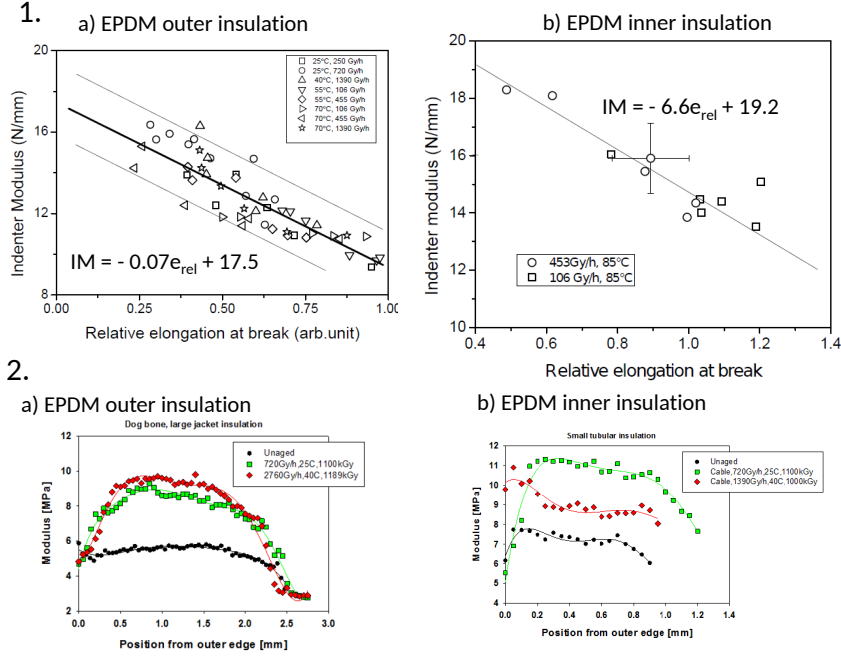 1.
a) EPDM outer insulation
b) EPDM inner insulation
20
16
12
8
0.00
0.25
0.50
0.75
1.00
Indenter Modulus (N/mm)
Relative elongation at break (arb.unit)
25°C, 250 Gy/h
25°C, 720 Gy/h
40°C, 1390 Gy/h
55°C, 106 Gy/h
55°C, 455 Gy/h
70°C, 106 Gy/h
70°C, 455 Gy/h
70°C, 1390 Gy/h
IM = - 0.07erel + 17.5
20
18
16
14
12
10
0.4
0.6
0.8
1.0
1.2
1.4
Indenter modulus (N/mm)
Relative elongation at break
IM = - 6.6erel + 19.2
453Gy/h, 85°C
106 Gy/h, 85°C
2.
a) EPDM outer insulation
Dog bone, large jacket insulation
12
10
8
6
4
2
0.0
0.5
1.0
1.5
2.0
2.5
3.0
Modulus [MPa]
Position from outer edge [mm]
Unaged
720Gy/h,25C,1100kGy
2760Gy/h,40C,1189kGy
b) EPDM inner insulation
Small tubular insulation
12
11
10
9
8
7
6
5
4
0.0
0.2
0.4
0.6
0.8
1.0
1.2
1.4
Modulus [MPa]
Position from outer edge [mm]
Unaged
Cable,720Gy/h,25C,1100kGy
Cable,1390Gy/h,40C,1000kGy